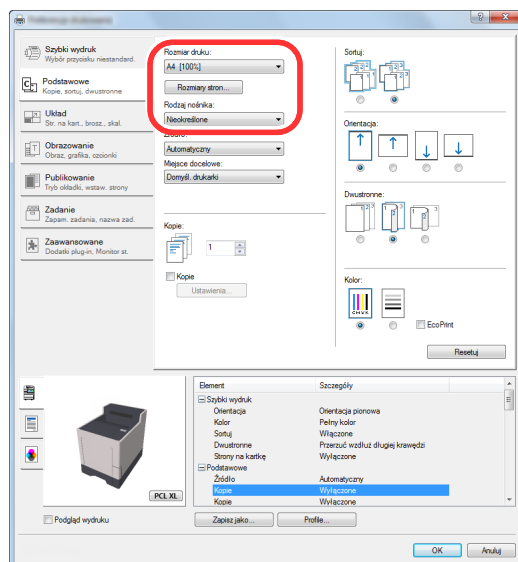 Preferencje drukowania
Szybki wydruk
Wybór przycisku niestandard.
Podstawowe
Kopie, sortuj, dwustronne
Układ
Str. na kart., brosz., skal.
Obrazowanie
Obraz, grafika, czcionki
Publikowanie
Tryb okładki, wstaw. strony
Zadanie
Zapam. zadania, nazwa zad.
Zaawansowane
Dodatki plug-in, Monitor st.
Rozmiar druku:
A4 [100%]
Rozmiary stron...
Rodzaj nośnika:
Nieokreślone
Źródło:
Automatyczny
Miejsce docelowe:
Domyśl. drukarki
Kopie:
1
Kopie
Ustawienia...
Sortuj:
Orientacja:
Dwustronne:
Kolor:
CMYK
EcoPrint
Resetuj
PCL XL
Podgląd wydruku
Element Szczegóły
Szybki wydruk
Orientacja Orientacja pionowa
Kolor Pełny kolor
Sortuj Włączone
Dwustronne Przerzuć wzdłuż długiej krawędzi
Strony na kartkę Wyłączone
Podstawowe
Źródło Automatyczny
Kopie Wyłączone
Kopie Wyłączone
Zapisz jako... Profile...
OK Anuluj